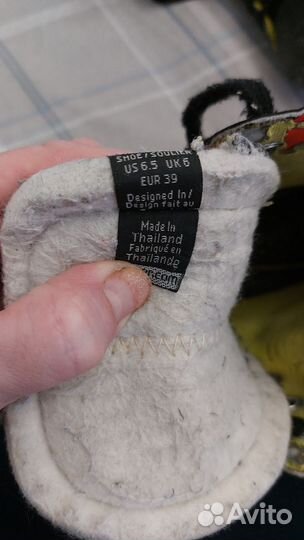 SHOE / SOULIER
US 6.5 UK 6
EUR 39
Designed in /
Design fait au
Made in
Thailand
Fabriqué en
Thaïlande
.com
Avito